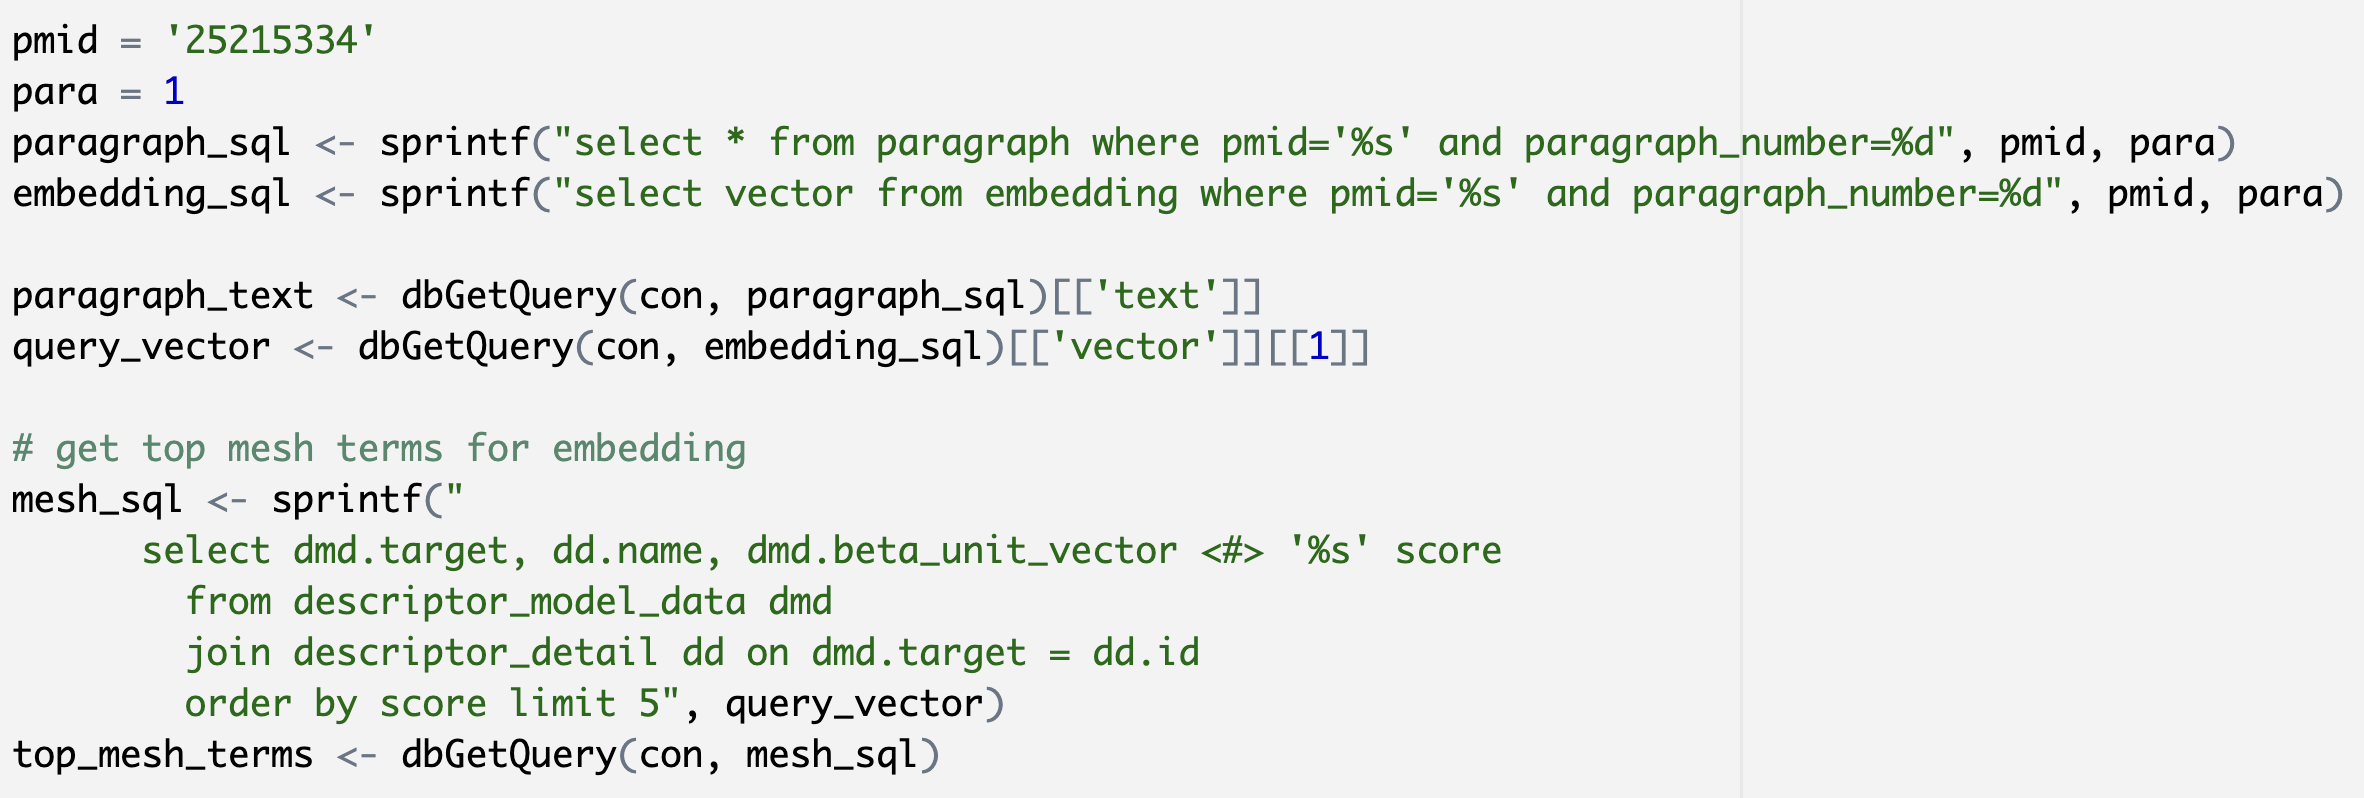 pmid = '25215334'
para = 1
paragraph_sql <- sprintf("select * from paragraph where pmid='%s' and paragraph_number=%d", pmid, para)
embedding_sql <- sprintf("select vector from embedding where pmid='%s' and paragraph_number=%d", pmid, para)

paragraph_text <- dbGetQuery(con, paragraph_sql)[['text']]
query_vector <- dbGetQuery(con, embedding_sql)[['vector']][[1]]

# get top mesh terms for embedding
mesh_sql <- sprintf("
      select dmd.target, dd.name, dmd.beta_unit_vector <#> '%s' score
        from descriptor_model_data dmd
        join descriptor_detail dd on dmd.target = dd.id
        order by score limit 5", query_vector)
top_mesh_terms <- dbGetQuery(con, mesh_sql)